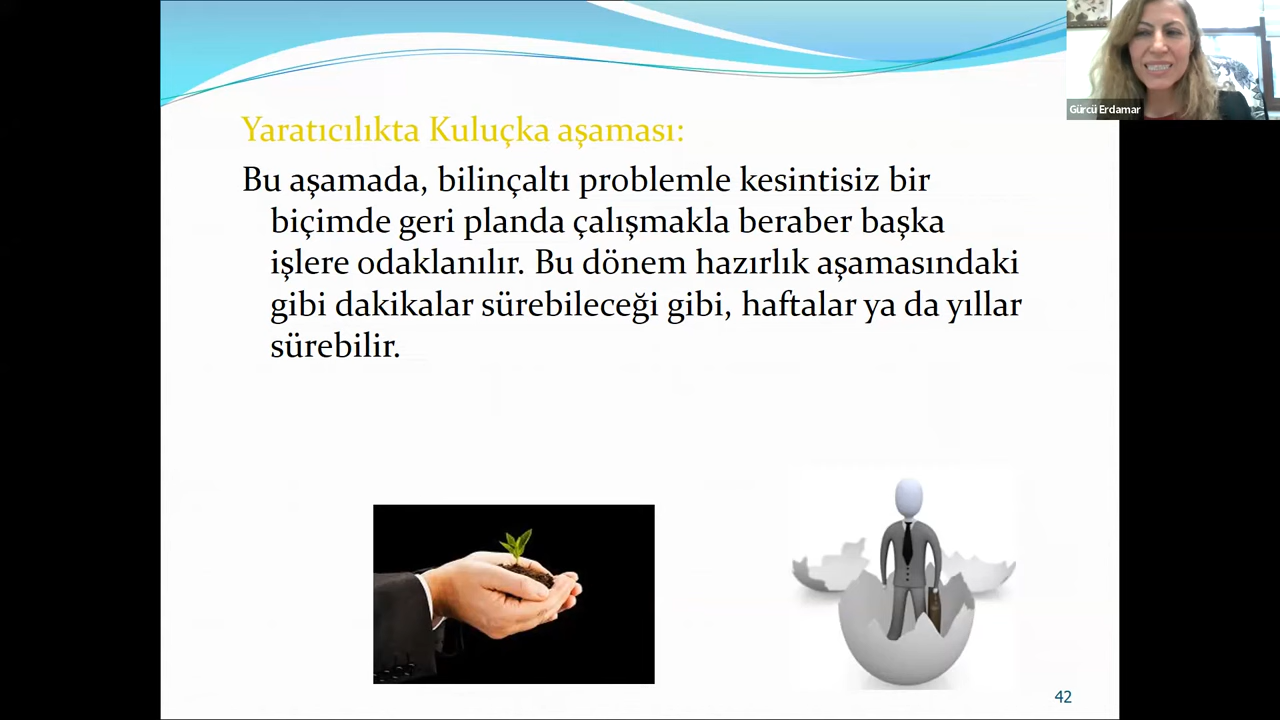 Gürcü Erdamar
Yaratıcılıkta Kuluçka aşaması:
Bu aşamada, bilinçaltı problemle kesintisiz bir
biçimde geri planda çalışmakla beraber başka
işlere odaklanılır. Bu dönem hazırlık aşamasındaki
gibi dakikalar sürebileceği gibi, haftalar ya da yıllar
sürebilir.
42